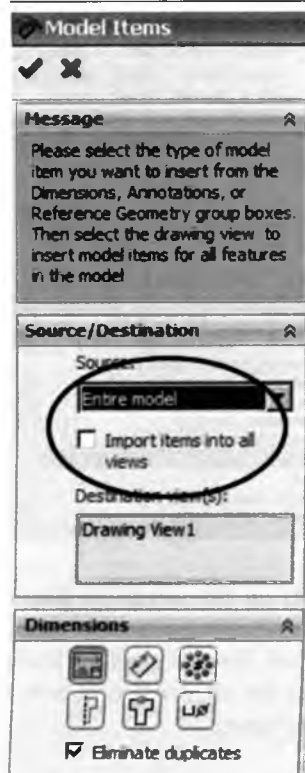 Model Items
Message
Please select the type of model
item you want to insert from the
Dimensions, Annotations, or
Reference Geometry group boxes.
Then select the drawing view to
insert model items for all features
in the model
Source/Destination
Source:
Entire model
Import items into all
views
Destination view(s):
Drawing View1
Dimensions
Eliminate duplicates